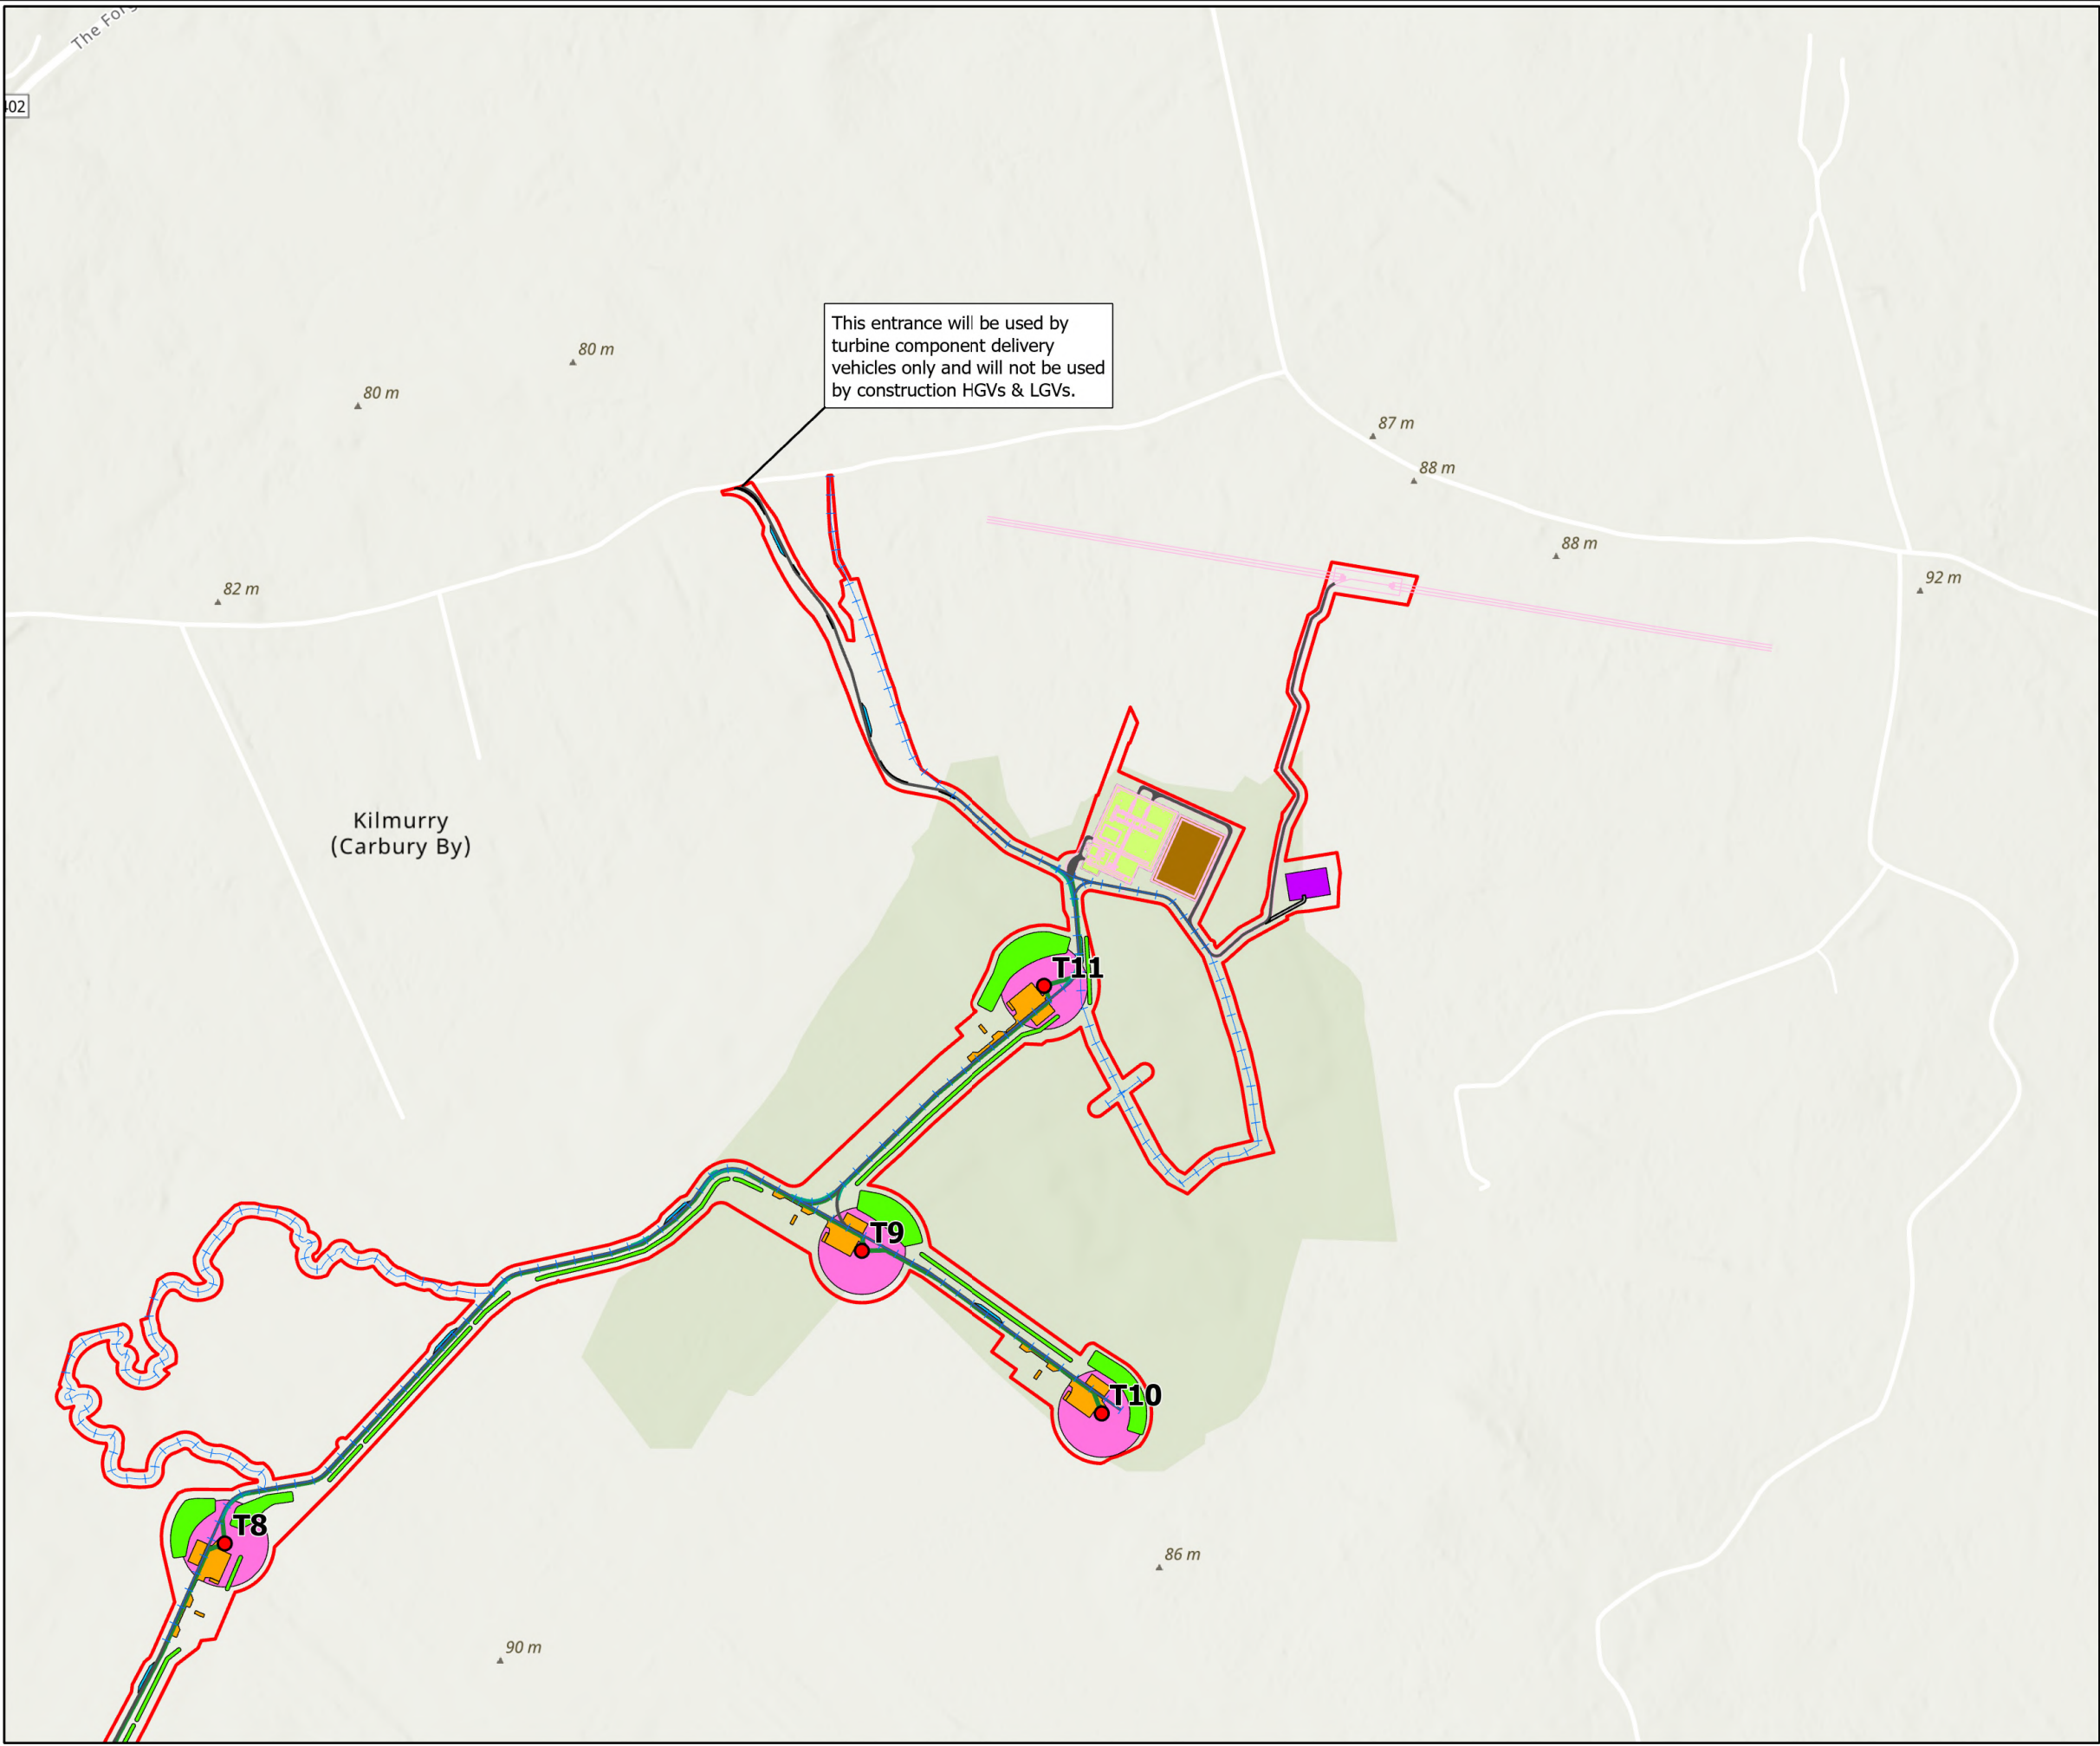 The Forg
402
This entrance will be used by
turbine component delivery
vehicles only and will not be used
by construction HGVs & LGVs.
80 m
80 m
87 m
88 m
88 m
92 m
82 m
Kilmurry
(Carbury By)
T11
T9
T10
T8
86 m
90 m